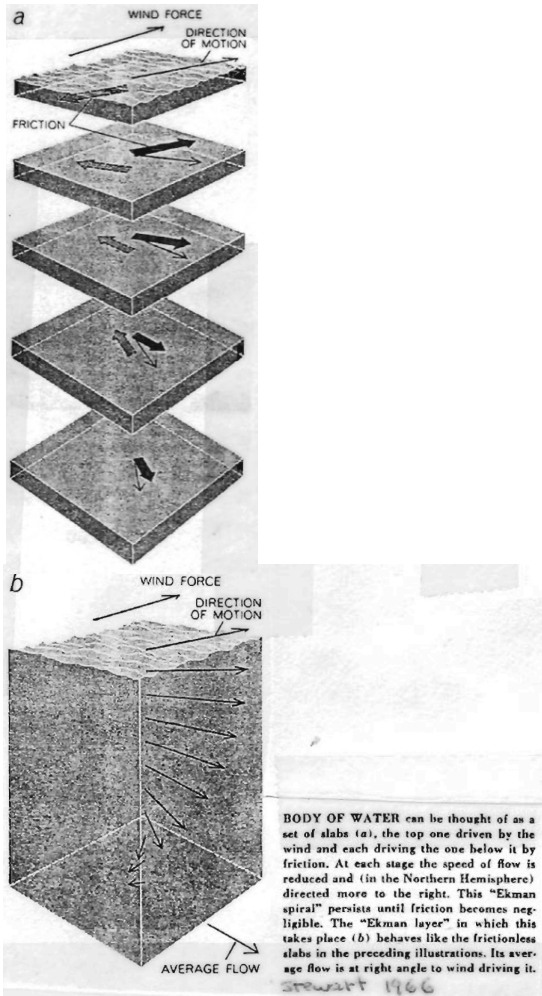 a
WIND FORCE
DIRECTION
OF MOTION
FRICTION
b
WIND FORCE
DIRECTION
OF MOTION
AVERAGE FLOW
BODY OF WATER can be thought of as a
set of slabs (a), the top one driven by the
wind and each driving the one below it by
friction. At each stage the speed of flow is
reduced and (in the Northern Hemisphere)
directed more to the right. This “Ekman
spiral” persists until friction becomes neg-
ligible. The “Ekman layer” in which this
takes place (b) behaves like the frictionless
slabs in the preceding illustrations. Its aver-
age flow is at right angle to wind driving it.
Stewart 1966